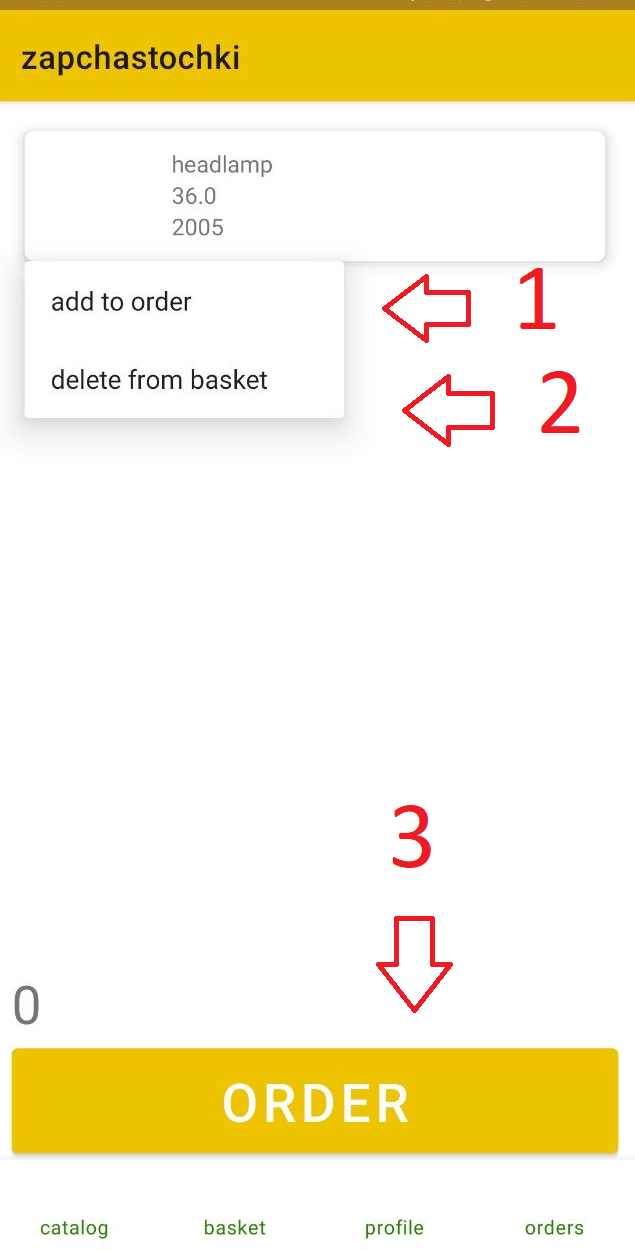 zapchastochki
headlamp
36.0
2005
add to order
1
delete from basket
2
3
0
ORDER
catalog basket profile orders